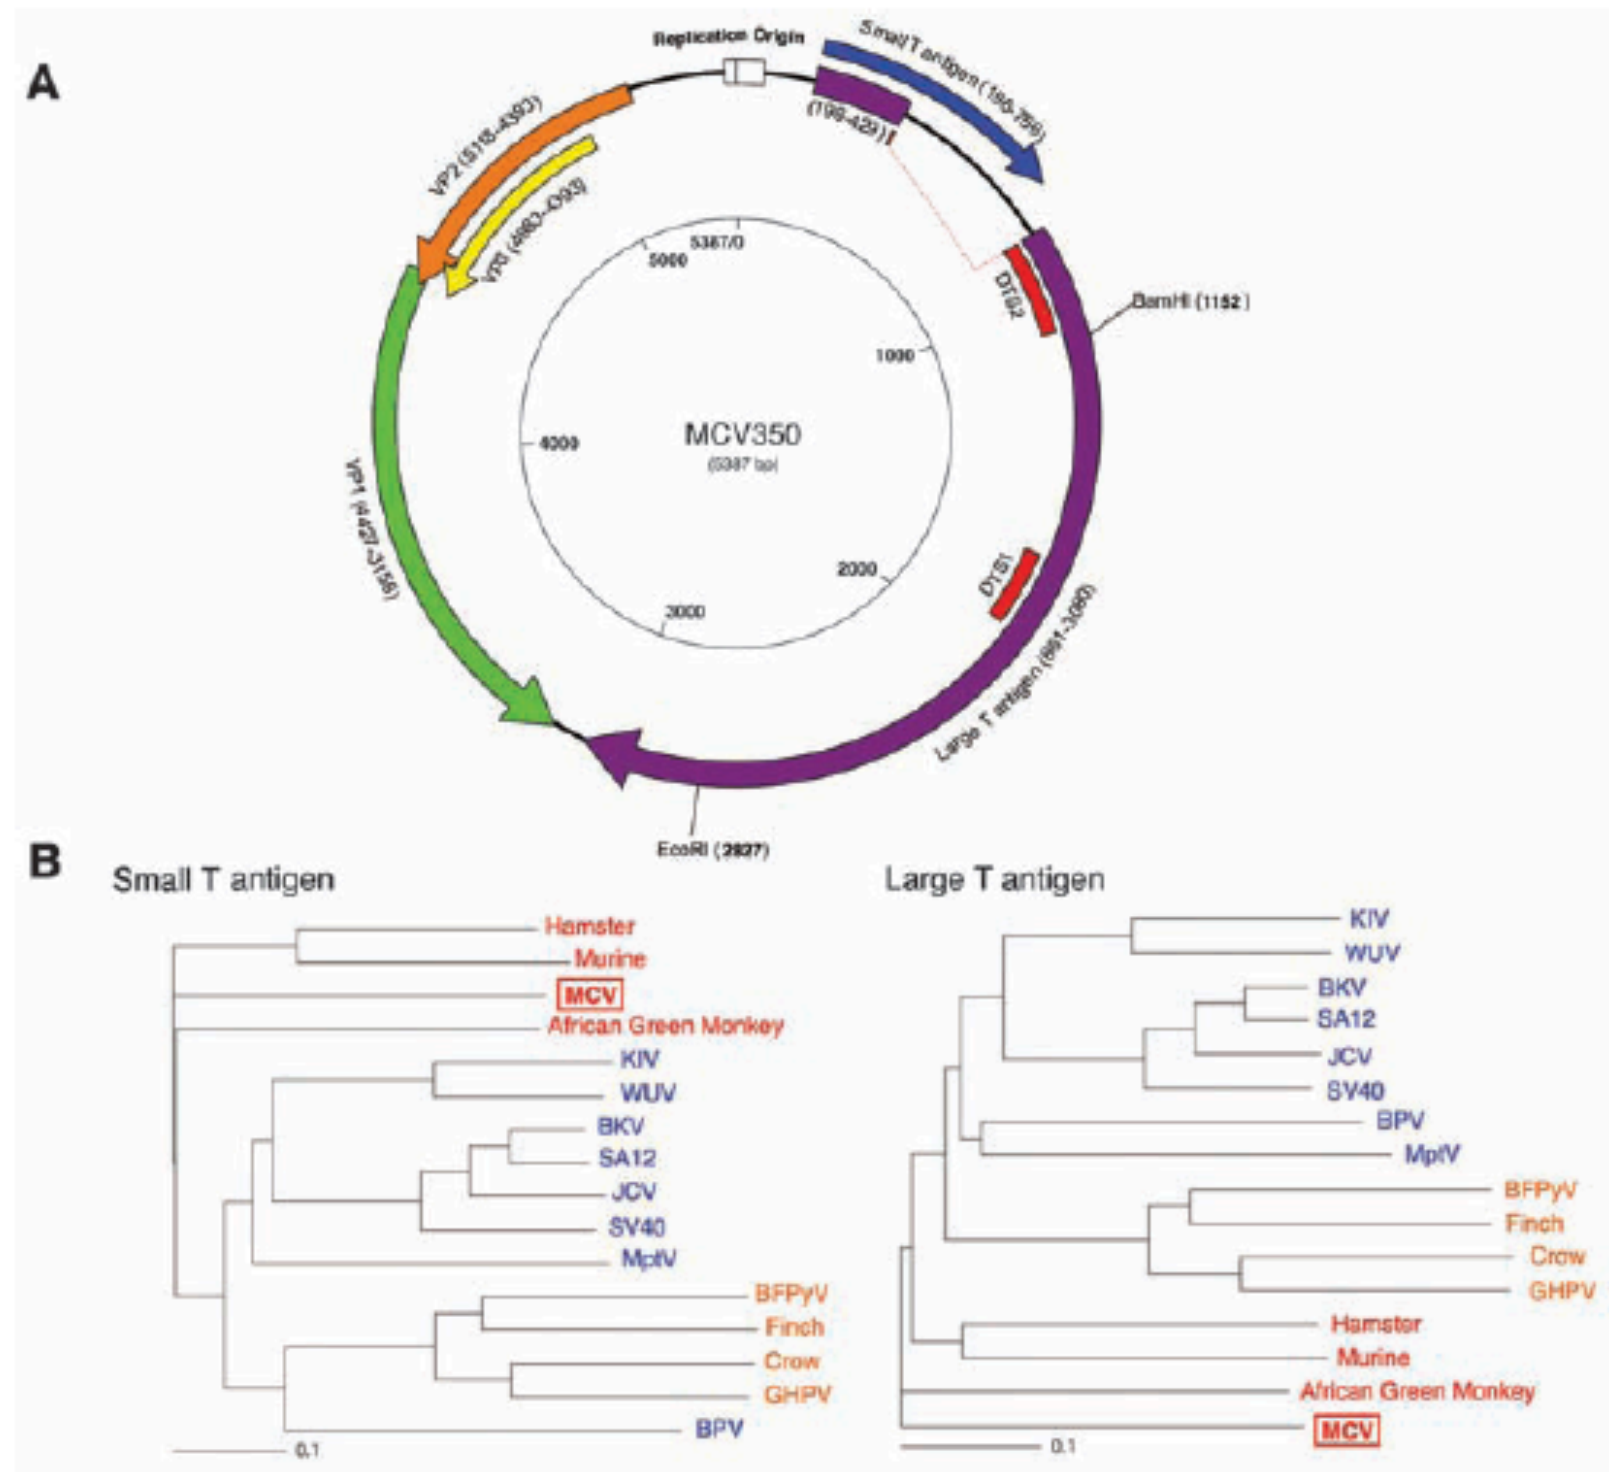 A
Replication Origin
Small T antigen (196-756)
(196-429)
VP2 (5118-4393)
VP3 (4983-4393)
5387/0
5000
DTS2
BamHI (1152 )
1000
MCV350
(5387 bp)
4000
VP1 (4427-3156)
DTS1
2000
3000
Large T antigen (861-3080)
EcoRI ( 2827)
B
Small T antigen
Hamster
Murine
MCV
African Green Monkey
KIV
WUV
BKV
SA12
JCV
SV40
MptV
BFPyV
Finch
Crow
GHPV
BPV
0.1
Large T antigen
KIV
WUV
BKV
SA12
JCV
SV40
BPV
MptV
BFPyV
Finch
Crow
GHPV
Hamster
Murine
African Green Monkey
MCV
0.1